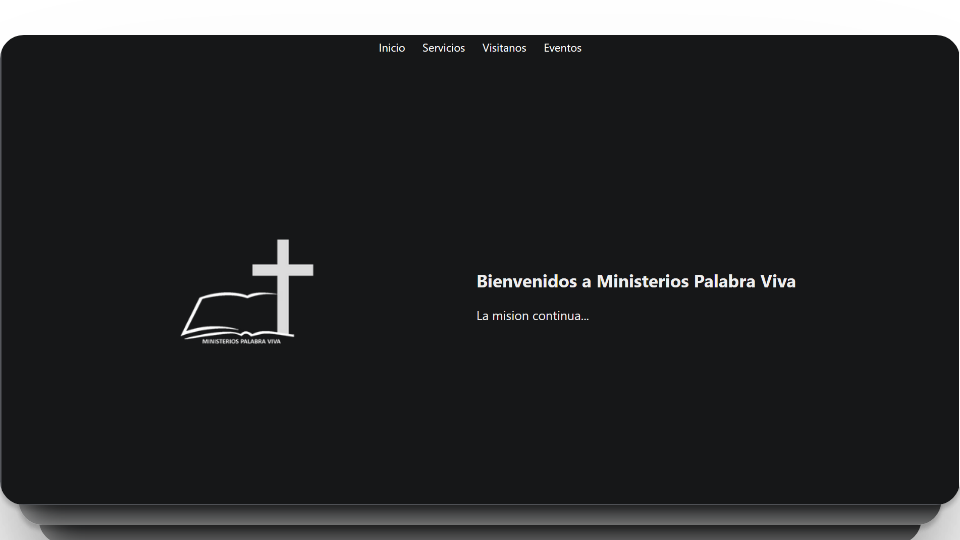 Inicio Servicios Visitanos Eventos
MINISTERIOS PALABRA VIVA
Bienvenidos a Ministerios Palabra Viva
La mision continua...